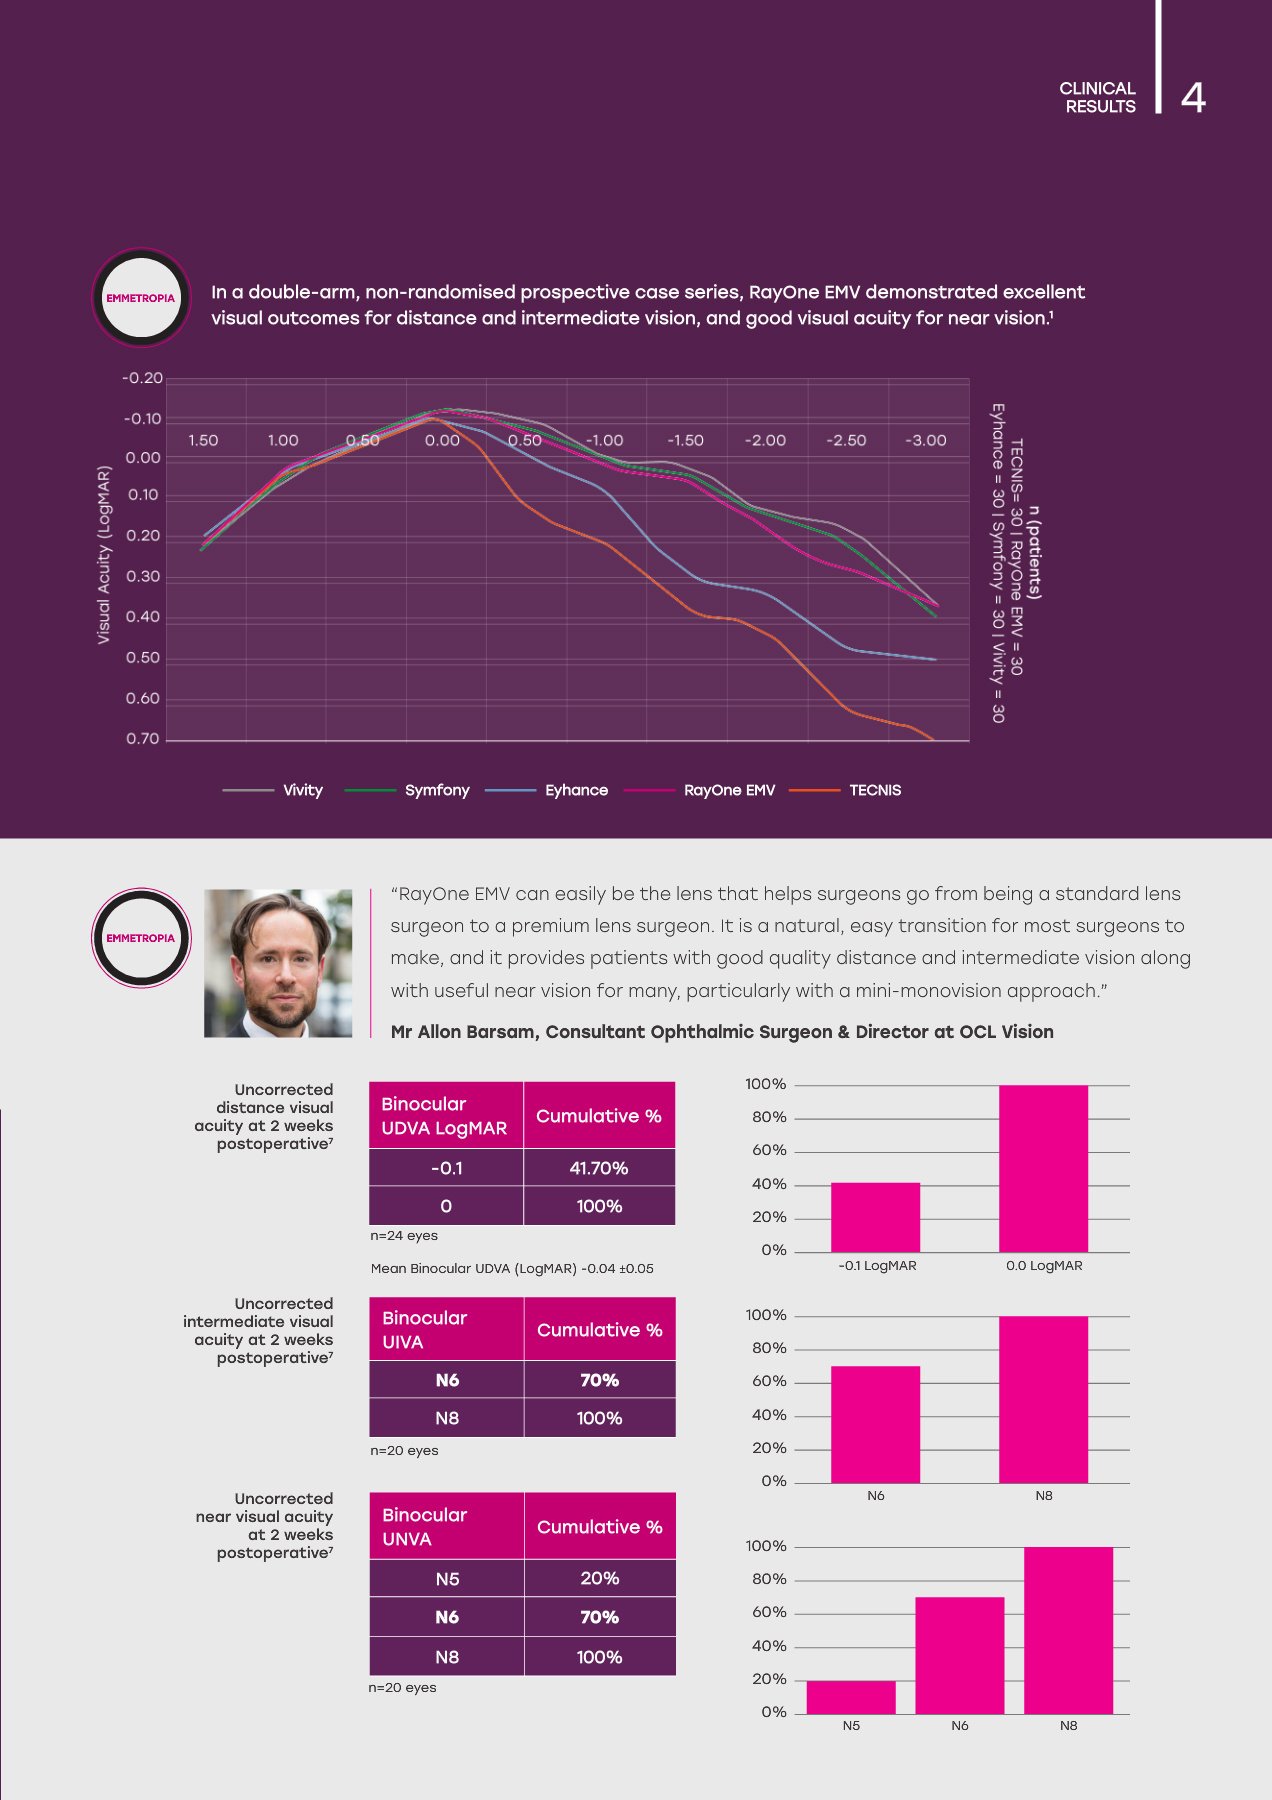 CLINICAL
RESULTS
4
EMMETROPIA
In a double-arm, non-randomised prospective case series, RayOne EMV demonstrated excellent
visual outcomes for distance and intermediate vision, and good visual acuity for near vision.¹
Visual Acuity (LogMAR)
-0.20
-0.10
0.00
0.10
0.20
0.30
0.40
0.50
0.60
0.70
1.50 1.00 0.50 0.00 0.50 -1.00 -1.50 -2.00 -2.50 -3.00
n (patients)
TECNIS= 30 | RayOne EMV = 30
Eyhance = 30 | Symfony = 30 | Vivity = 30
Vivity Symfony Eyhance RayOne EMV TECNIS
EMMETROPIA
“RayOne EMV can easily be the lens that helps surgeons go from being a standard lens
surgeon to a premium lens surgeon. It is a natural, easy transition for most surgeons to
make, and it provides patients with good quality distance and intermediate vision along
with useful near vision for many, particularly with a mini-monovision approach.”
Mr Allon Barsam, Consultant Ophthalmic Surgeon & Director at OCL Vision
Uncorrected
distance visual
acuity at 2 weeks
postoperative⁷
Binocular
UDVA LogMAR
Cumulative %
-0.1 41.70%
0 100%
n=24 eyes
Mean Binocular UDVA (LogMAR) -0.04 ±0.05
100%
80%
60%
40%
20%
0%
-0.1 LogMAR 0.0 LogMAR
Uncorrected
intermediate visual
acuity at 2 weeks
postoperative⁷
Binocular
UIVA
Cumulative %
N6 70%
N8 100%
n=20 eyes
100%
80%
60%
40%
20%
0%
N6 N8
Uncorrected
near visual acuity
at 2 weeks
postoperative⁷
Binocular
UNVA
Cumulative %
N5 20%
N6 70%
N8 100%
n=20 eyes
100%
80%
60%
40%
20%
0%
N5 N6 N8